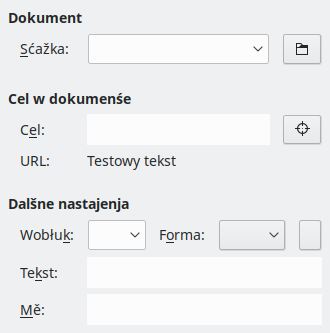 Dokument
Sćažka:
Cel w dokumenśe
Cel:
URL: Testowy tekst
Dalšne nastajenja
Wobłuk: Forma:
Tekst:
Mě: